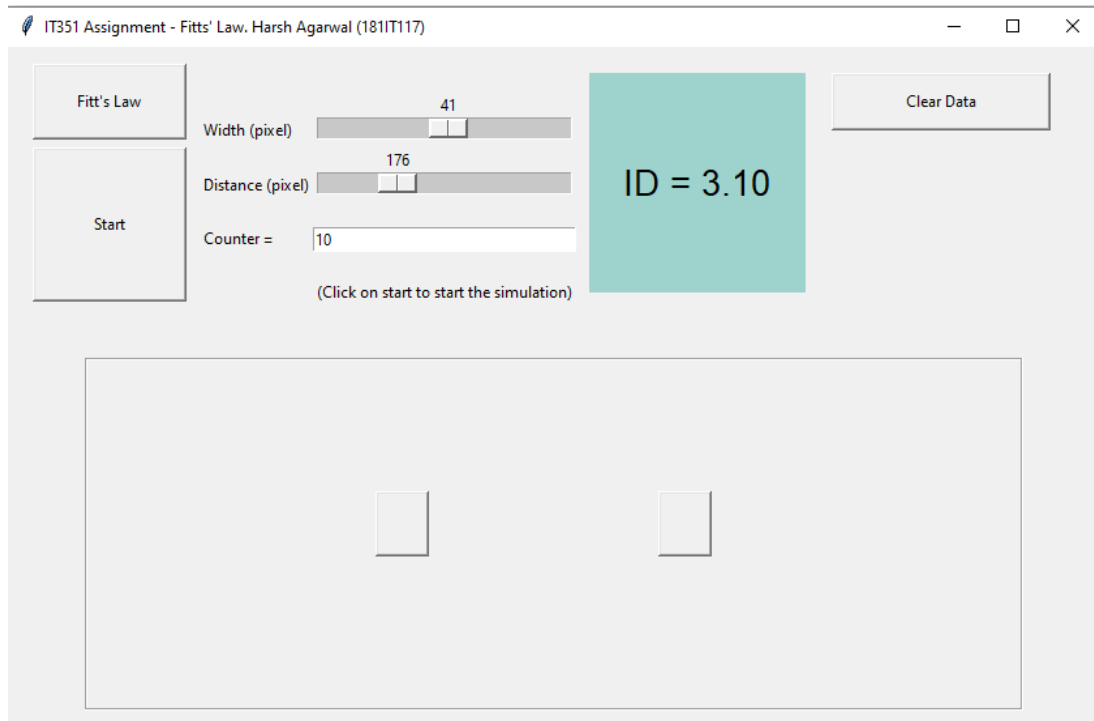 IT351 Assignment - Fitts' Law. Harsh Agarwal (181IT117)
Fitt's Law
Start
41
Width (pixel)
176
Distance (pixel)
Counter =
10
(Click on start to start the simulation)
ID = 3.10
Clear Data